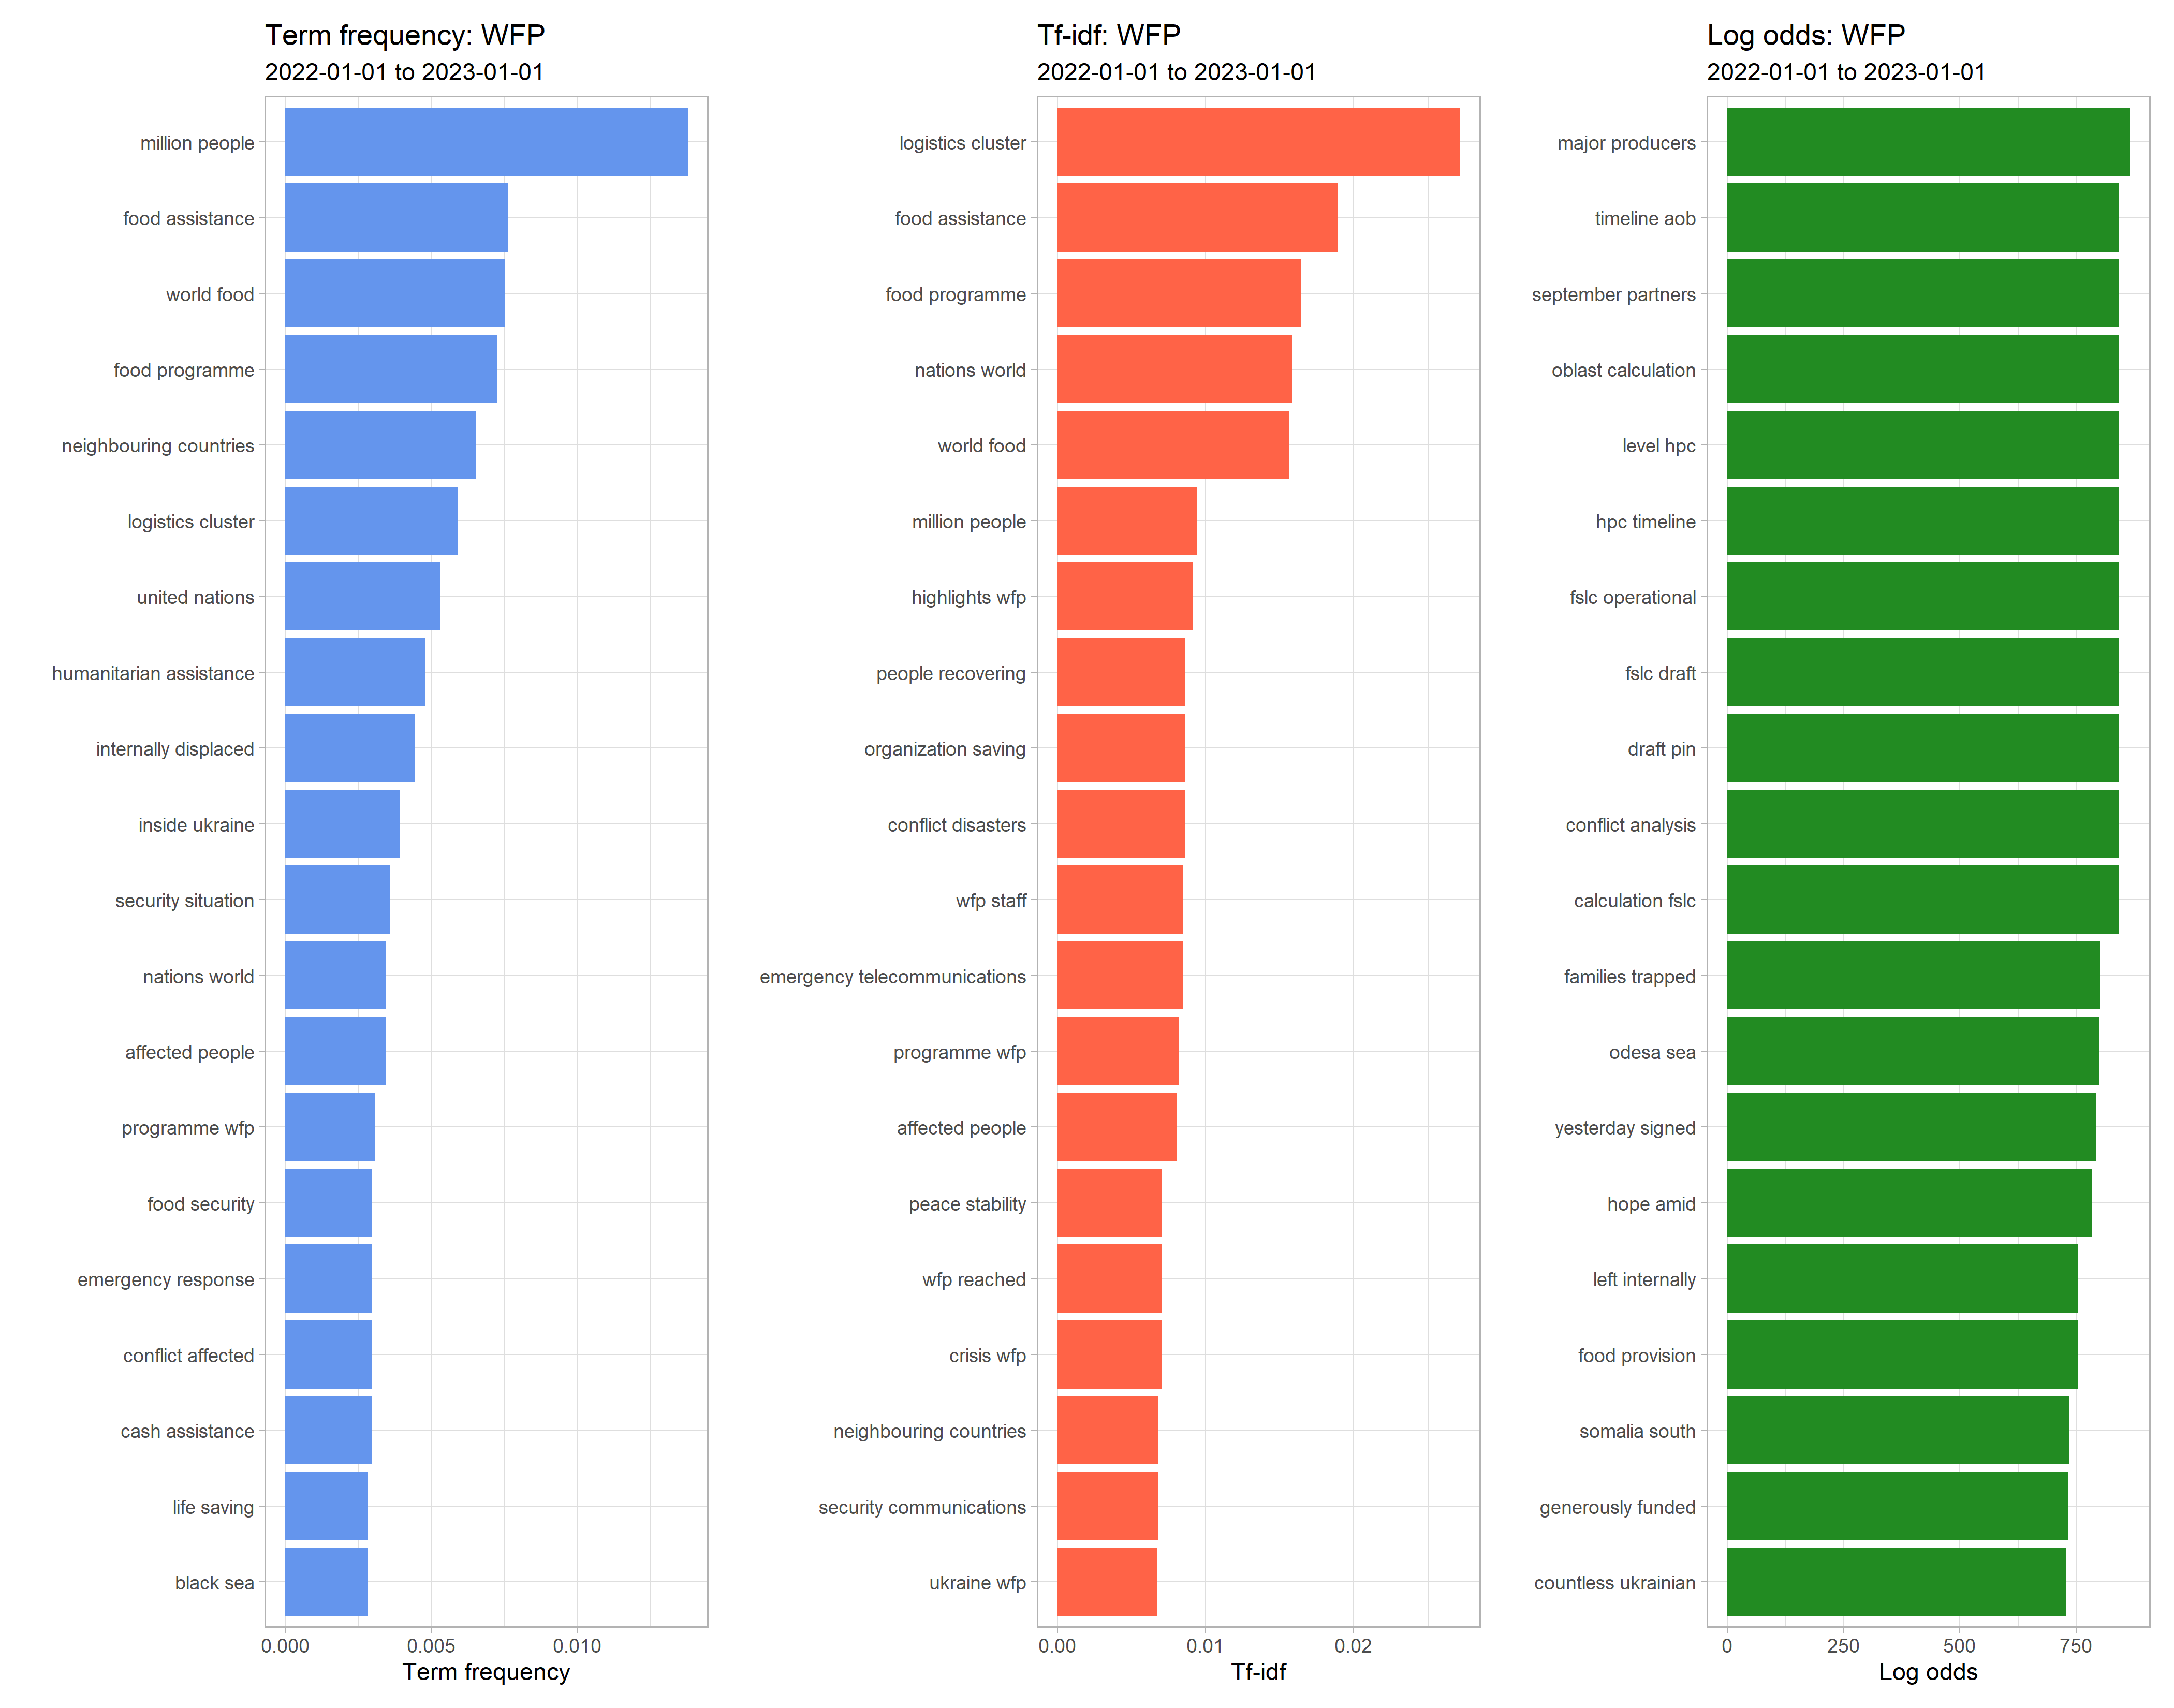 Term frequency: WFP
2022-01-01 to 2023-01-01
million people
food assistance
world food
food programme
neighbouring countries
logistics cluster
united nations
humanitarian assistance
internally displaced
inside ukraine
security situation
nations world
affected people
programme wfp
food security
emergency response
conflict affected
cash assistance
life saving
black sea
0.000 0.005 0.010
Term frequency
Tf-idf: WFP
2022-01-01 to 2023-01-01
logistics cluster
food assistance
food programme
nations world
world food
million people
highlights wfp
people recovering
organization saving
conflict disasters
wfp staff
emergency telecommunications
programme wfp
affected people
peace stability
wfp reached
crisis wfp
neighbouring countries
security communications
ukraine wfp
0.00 0.01 0.02
Tf-idf
Log odds: WFP
2022-01-01 to 2023-01-01
major producers
timeline aob
september partners
oblast calculation
level hpc
hpc timeline
fslc operational
fslc draft
draft pin
conflict analysis
calculation fslc
families trapped
odesa sea
yesterday signed
hope amid
left internally
food provision
somalia south
generously funded
countless ukrainian
0 250 500 750
Log odds